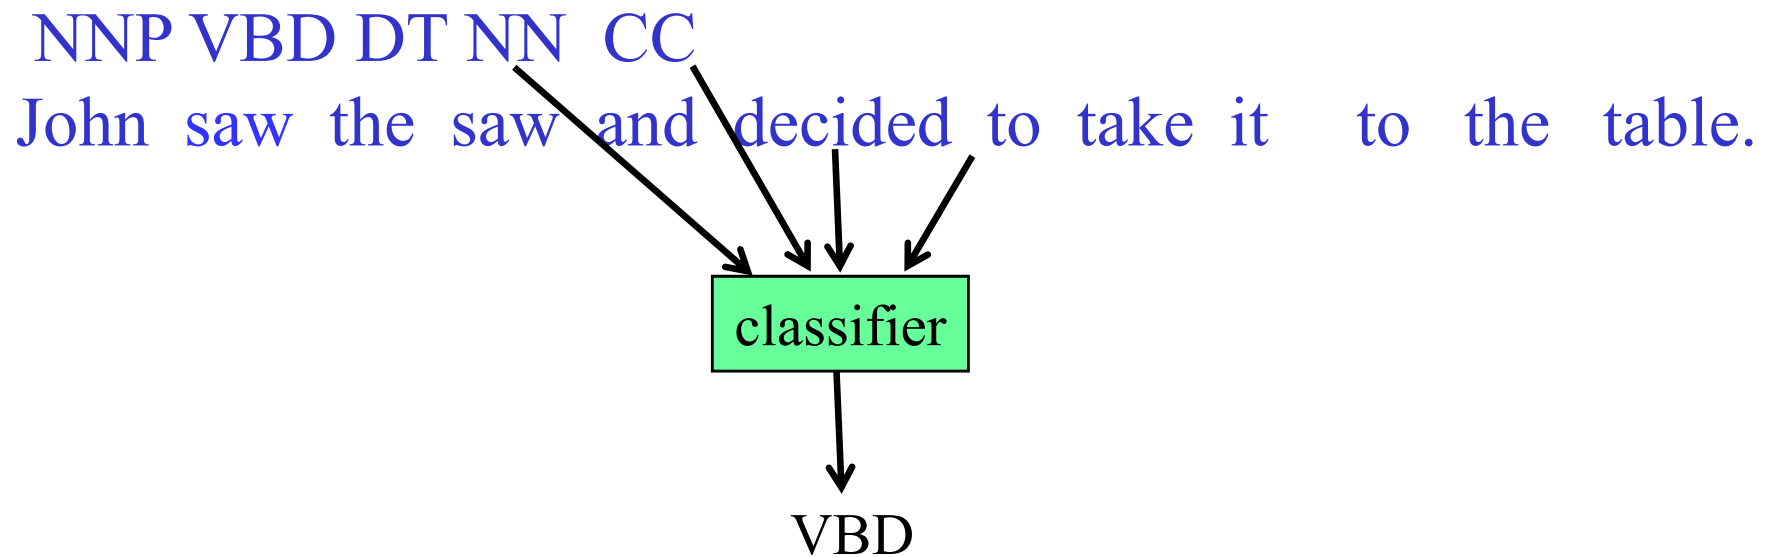 NNP VBD DT NN CC
John saw the saw and decided to take it to the table.
classifier
VBD